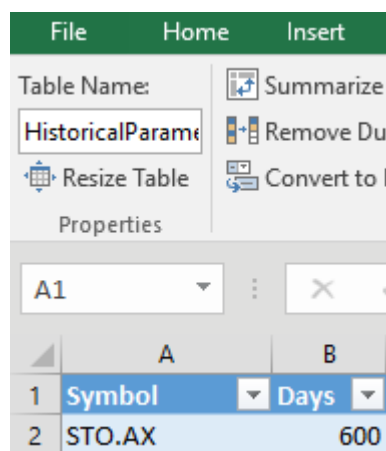 File Home Insert
Table Name: Summarize
HistoricalParame Remove Du
Resize Table Convert to
Properties
A1
A B
1 Symbol Days
2 STO.AX 600